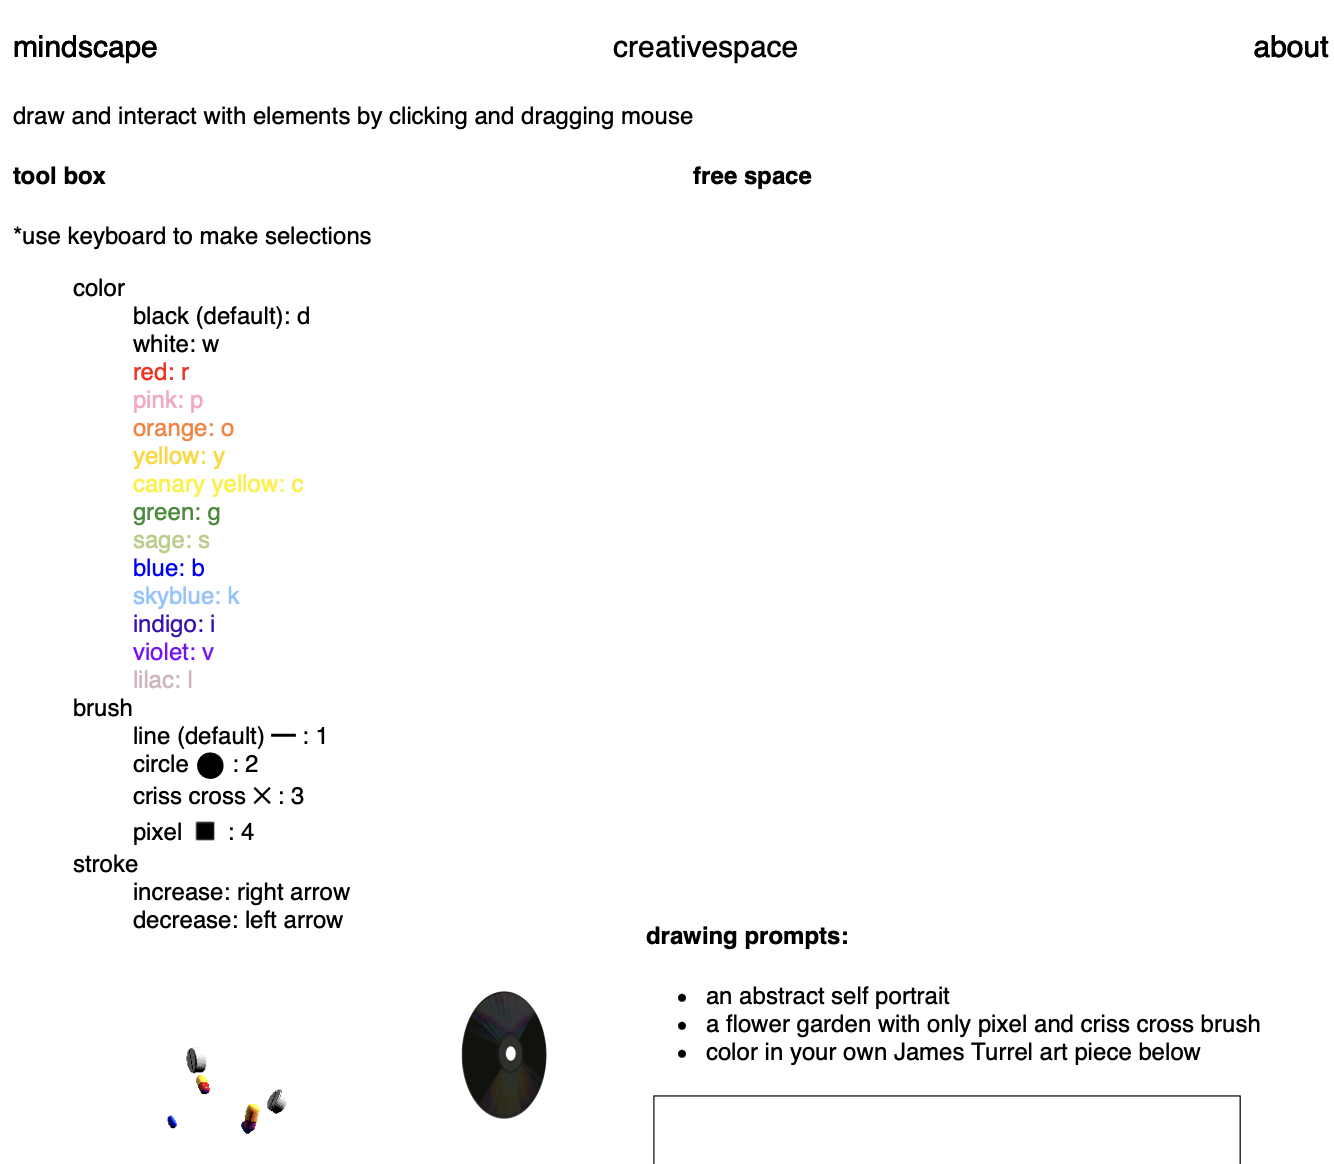 mindscape creativespace about
draw and interact with elements by clicking and dragging mouse
tool box
free space
*use keyboard to make selections
color
black (default): d
white: w
red: r
pink: p
orange: o
yellow: y
canary yellow: c
green: g
sage: s
blue: b
skyblue: k
indigo: i
violet: v
lilac: l
brush
line (default) — : 1
circle ● : 2
criss cross ✕ : 3
pixel ■ : 4
stroke
increase: right arrow
decrease: left arrow
drawing prompts:
• an abstract self portrait
• a flower garden with only pixel and criss cross brush
• color in your own James Turrel art piece below